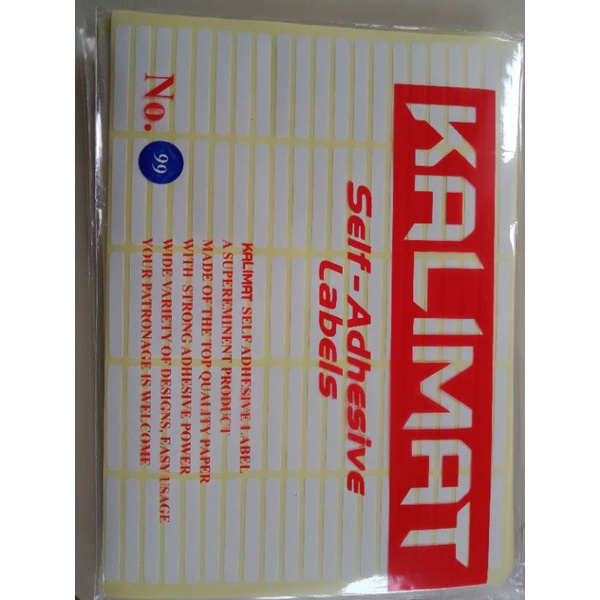 KALIMAT
Self-Adhesive
Labels
KALIMAT SELF ADHESIVE LABEL
A SUPEREMINENT PRODUCT
MADE OF THE TOP QUALITY PAPER
WITH STRONG ADHESIVE POWER
WIDE VARIETY OF DESIGNS, EASY USAGE
YOUR PATRONAGE IS WELCOME
No. 99